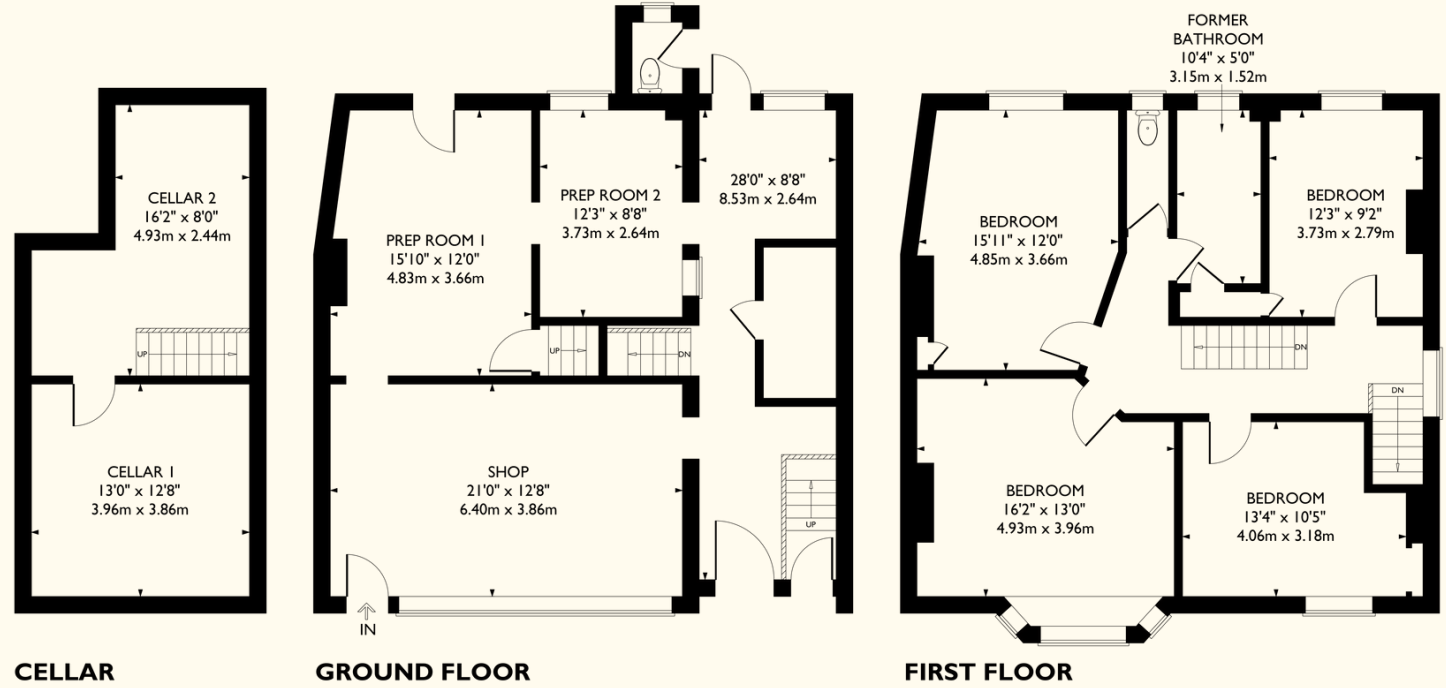 CELLAR 2
16'2" x 8'0"
4.93m x 2.44m
UP
CELLAR 1
13'0" x 12'8"
3.96m x 3.86m
CELLAR
PREP ROOM 1
15'10" x 12'0"
4.83m x 3.66m
PREP ROOM 2
12'3" x 8'8"
3.73m x 2.64m
28'0" x 8'8"
8.53m x 2.64m
UP
DN
SHOP
21'0" x 12'8"
6.40m x 3.86m
UP
IN
GROUND FLOOR
FORMER
BATHROOM
10'4" x 5'0"
3.15m x 1.52m
BEDROOM
15'11" x 12'0"
4.85m x 3.66m
BEDROOM
12'3" x 9'2"
3.73m x 2.79m
DN
DN
BEDROOM
16'2" x 13'0"
4.93m x 3.96m
BEDROOM
13'4" x 10'5"
4.06m x 3.18m
FIRST FLOOR